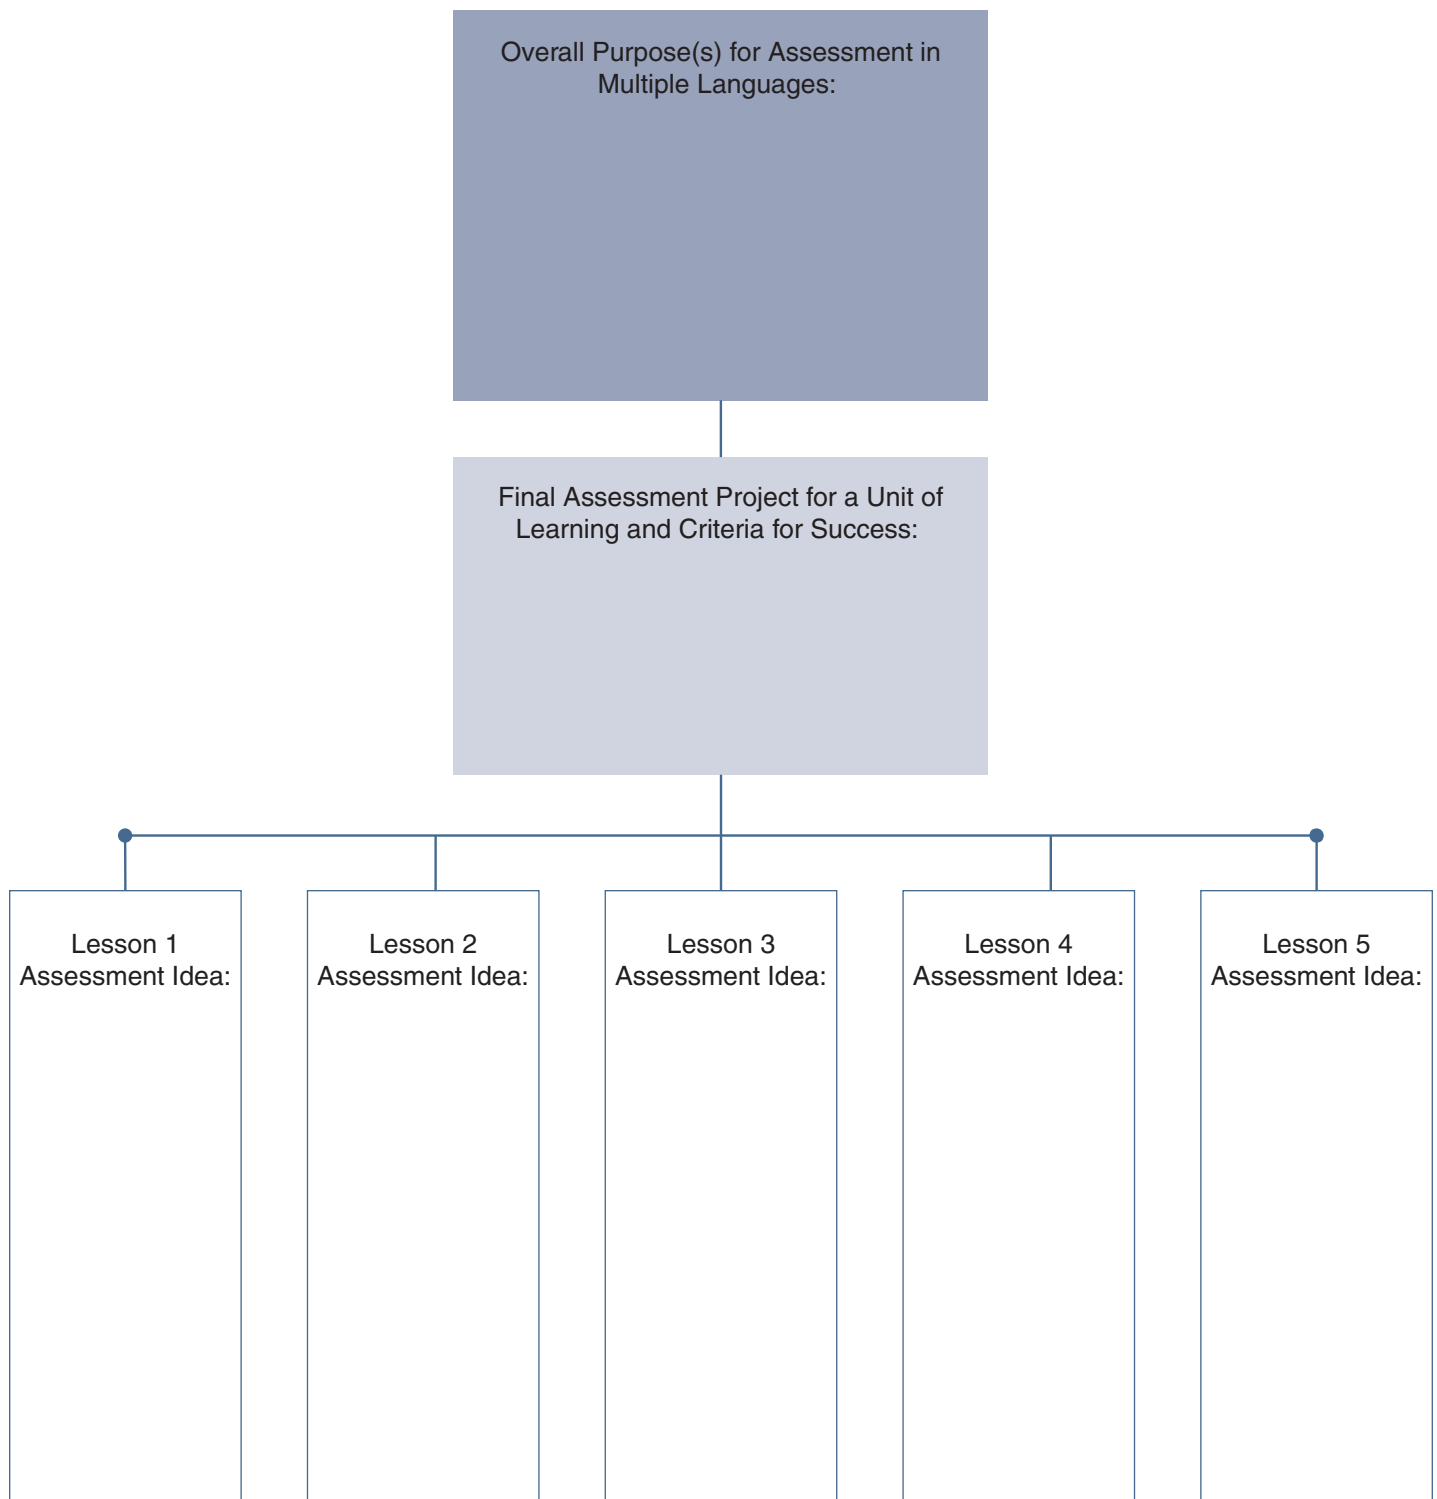 Overall Purpose(s) for Assessment in
Multiple Languages:
Final Assessment Project for a Unit of
Learning and Criteria for Success:
Lesson 1
Assessment Idea:
Lesson 2
Assessment Idea:
Lesson 3
Assessment Idea:
Lesson 4
Assessment Idea:
Lesson 5
Assessment Idea: